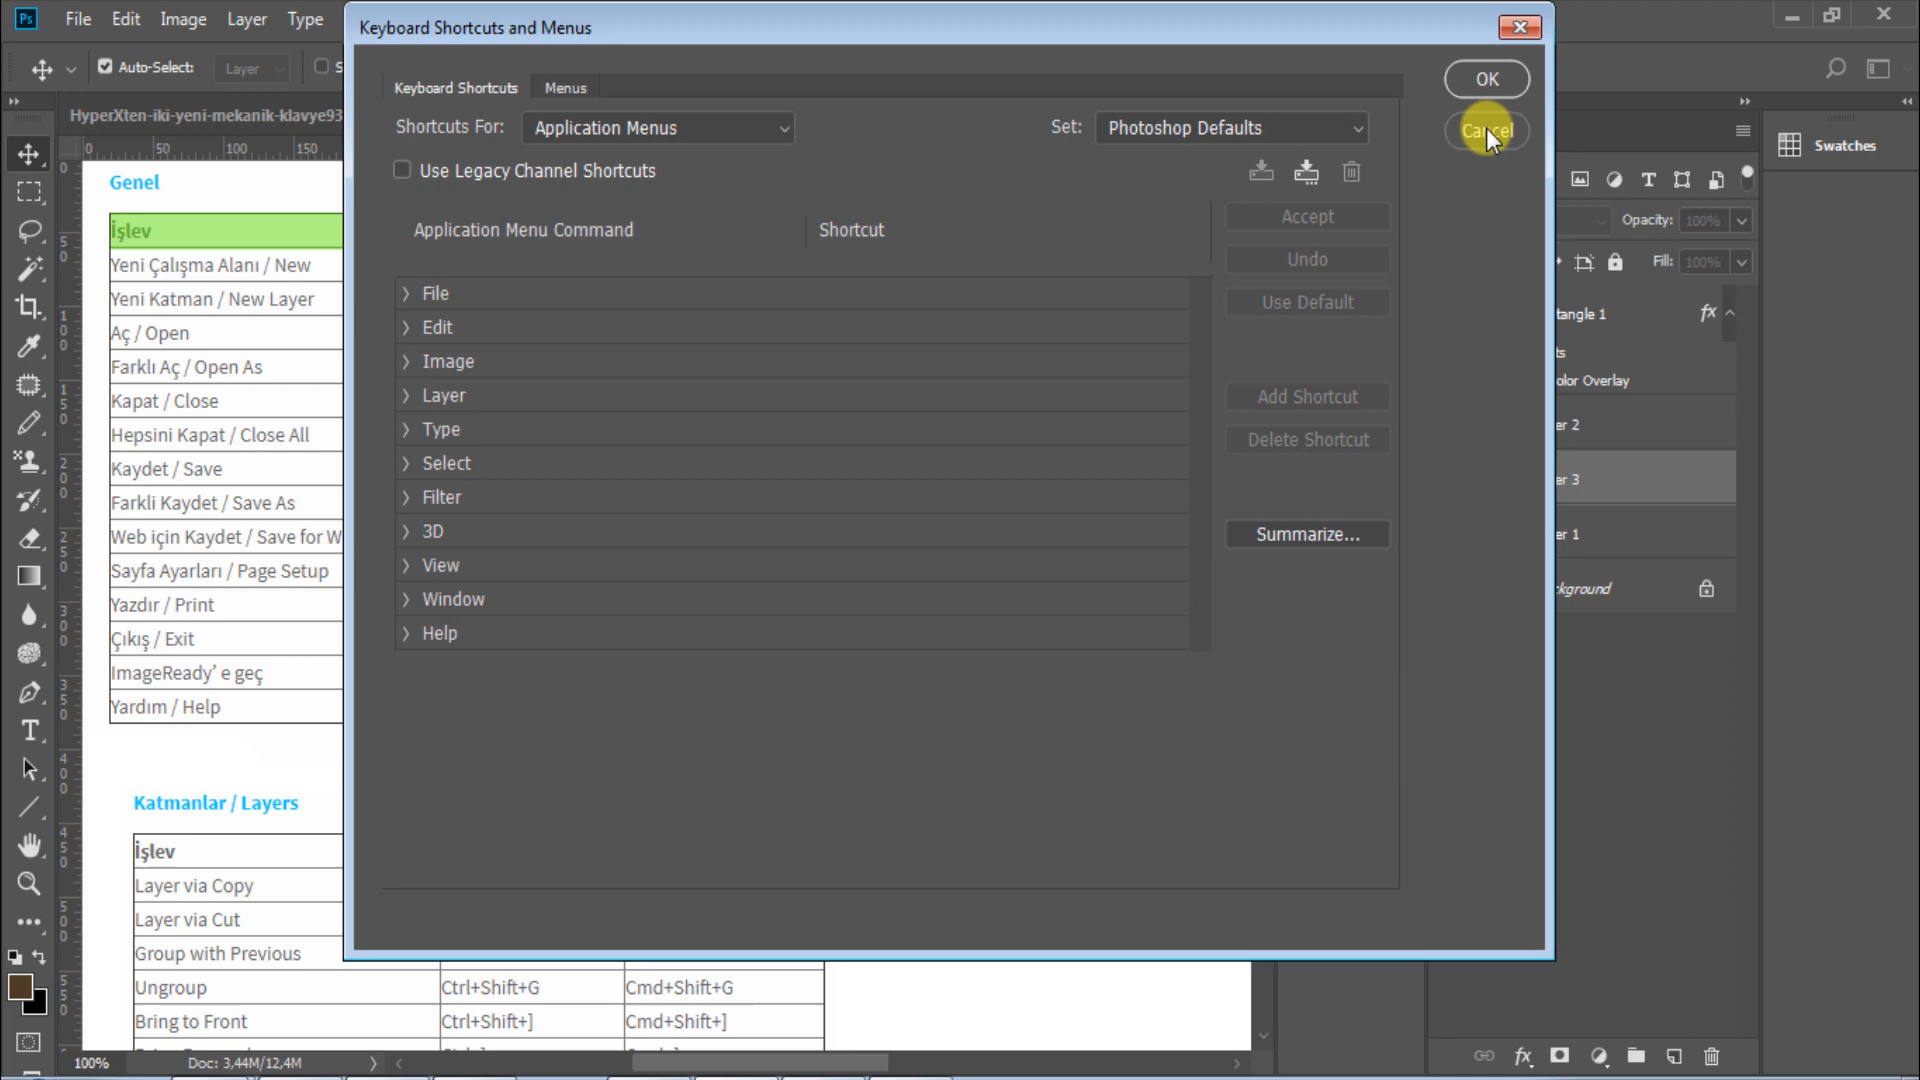 Ps File Edit Image Layer Type
Auto-Select: Layer
HyperXten-iki-yeni-mekanik-klavye93
0 50 100 150
Genel
İşlev
Yeni Çalışma Alanı / New
Yeni Katman / New Layer
Aç / Open
Farklı Aç / Open As
Kapat / Close
Hepsini Kapat / Close All
Kaydet / Save
Farkli Kaydet / Save As
Web için Kaydet / Save for W
Sayfa Ayarları / Page Setup
Yazdır / Print
Çıkış / Exit
ImageReady' e geç
Yardım / Help
Katmanlar / Layers
İşlev
Layer via Copy
Layer via Cut
Group with Previous
Ungroup Ctrl+Shift+G Cmd+Shift+G
Bring to Front Ctrl+Shift+] Cmd+Shift+]
100% Doc: 3,44M/12,4M
Keyboard Shortcuts and Menus
Keyboard Shortcuts Menus
Shortcuts For: Application Menus Set: Photoshop Defaults
Use Legacy Channel Shortcuts
Application Menu Command Shortcut
File
Edit
Image
Layer
Type
Select
Filter
3D
View
Window
Help
OK
Cancel
Accept
Undo
Use Default
Add Shortcut
Delete Shortcut
Summarize...
Swatches
Opacity: 100%
Fill: 100%
tangle 1 fx
ts
olor Overlay
er 2
er 3
er 1
kground